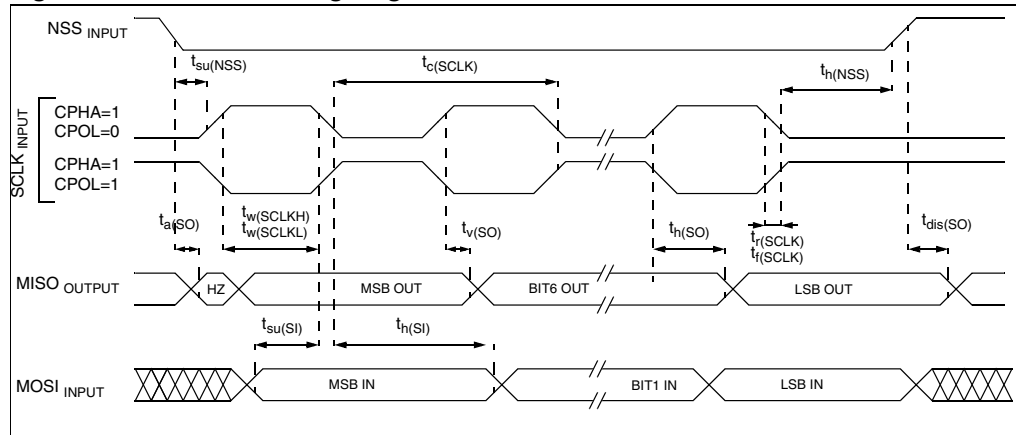 NSS INPUT
tsu(NSS)
tc(SCLK)
th(NSS)
SCLK INPUT
CPHA=1
CPOL=0
CPHA=1
CPOL=1
ta(SO)
tw(SCLKH)
tw(SCLKL)
tv(SO)
th(SO)
tr(SCLK)
tf(SCLK)
tdis(SO)
MISO OUTPUT
HZ
MSB OUT
BIT6 OUT
LSB OUT
tsu(SI)
th(SI)
MOSI INPUT
MSB IN
BIT1 IN
LSB IN